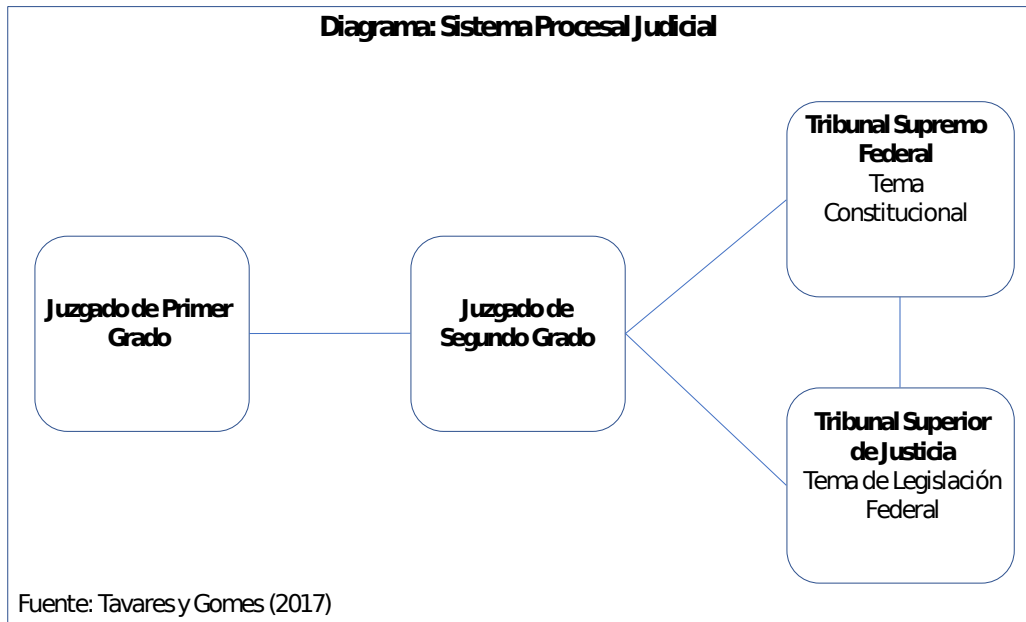 Diagrama: Sistema Procesal Judicial
Juzgado de Primer
Grado
Juzgado de
Segundo Grado
Tribunal Supremo
Federal
Tema
Constitucional
Tribunal Superior
de Justicia
Tema de Legislación
Federal
Fuente: Tavares y Gomes (2017)